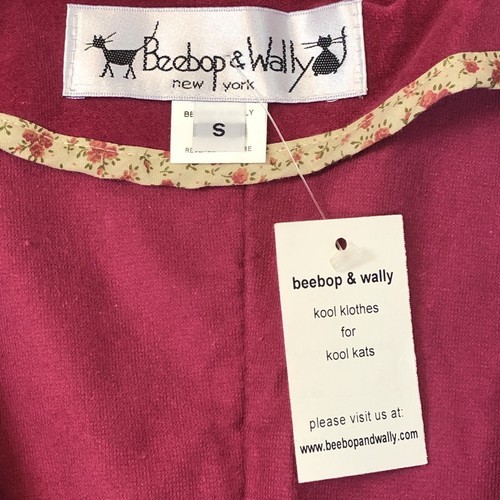 Beebop & Wally
new york
S
beebop & wally
kool klothes
for
kool kats
please visit us at:
www.beebopandwally.com